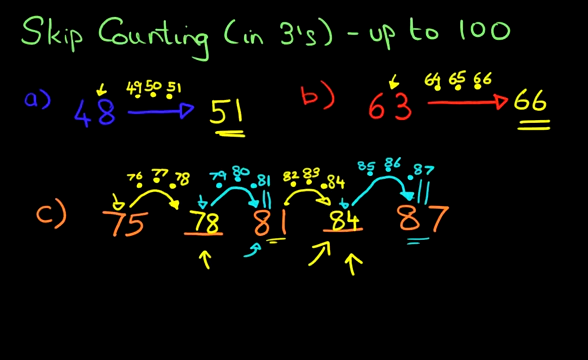 Skip Counting (in 3's) - up to 100
49 50 51 64 65 66
a) 48 51 b) 63 66
76 77 78 79 80 81 82 83 84 85 86 87
c) 75 78 81 84 87